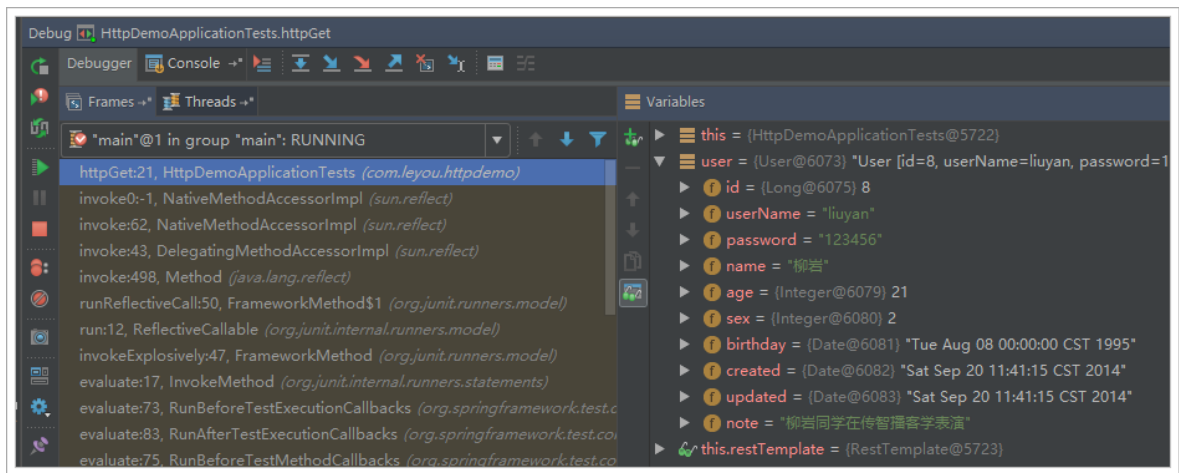 Debug HttpDemoApplicationTests.httpGet
Debugger Console
Frames Threads
"main"@1 in group "main": RUNNING
httpGet:21, HttpDemoApplicationTests (com.leyou.httpdemo)
invoke0:-1, NativeMethodAccessorImpl (sun.reflect)
invoke:62, NativeMethodAccessorImpl (sun.reflect)
invoke:43, DelegatingMethodAccessorImpl (sun.reflect)
invoke:498, Method (java.lang.reflect)
runReflectiveCall:50, FrameworkMethod$1 (org.junit.runners.model)
run:12, ReflectiveCallable (org.junit.internal.runners.model)
invokeExplosively:47, FrameworkMethod (org.junit.runners.model)
evaluate:17, InvokeMethod (org.junit.internal.runners.statements)
evaluate:73, RunBeforeTestExecutionCallbacks (org.springframework.test.c
evaluate:83, RunAfterTestExecutionCallbacks (org.springframework.test.co
evaluate:75, RunBeforeTestMethodCallbacks (org.springframework.test.co
Variables
this = {HttpDemoApplicationTests@5722}
user = {User@6073} "User [id=8, userName=liuyan, password=1
f id = {Long@6075} 8
f userName = "liuyan"
f password = "123456"
f name = "柳岩"
f age = {Integer@6079} 21
f sex = {Integer@6080} 2
f birthday = {Date@6081} "Tue Aug 08 00:00:00 CST 1995"
f created = {Date@6082} "Sat Sep 20 11:41:15 CST 2014"
f updated = {Date@6083} "Sat Sep 20 11:41:15 CST 2014"
f note = "柳岩同学在传智播客学表演"
this.restTemplate = {RestTemplate@5723}